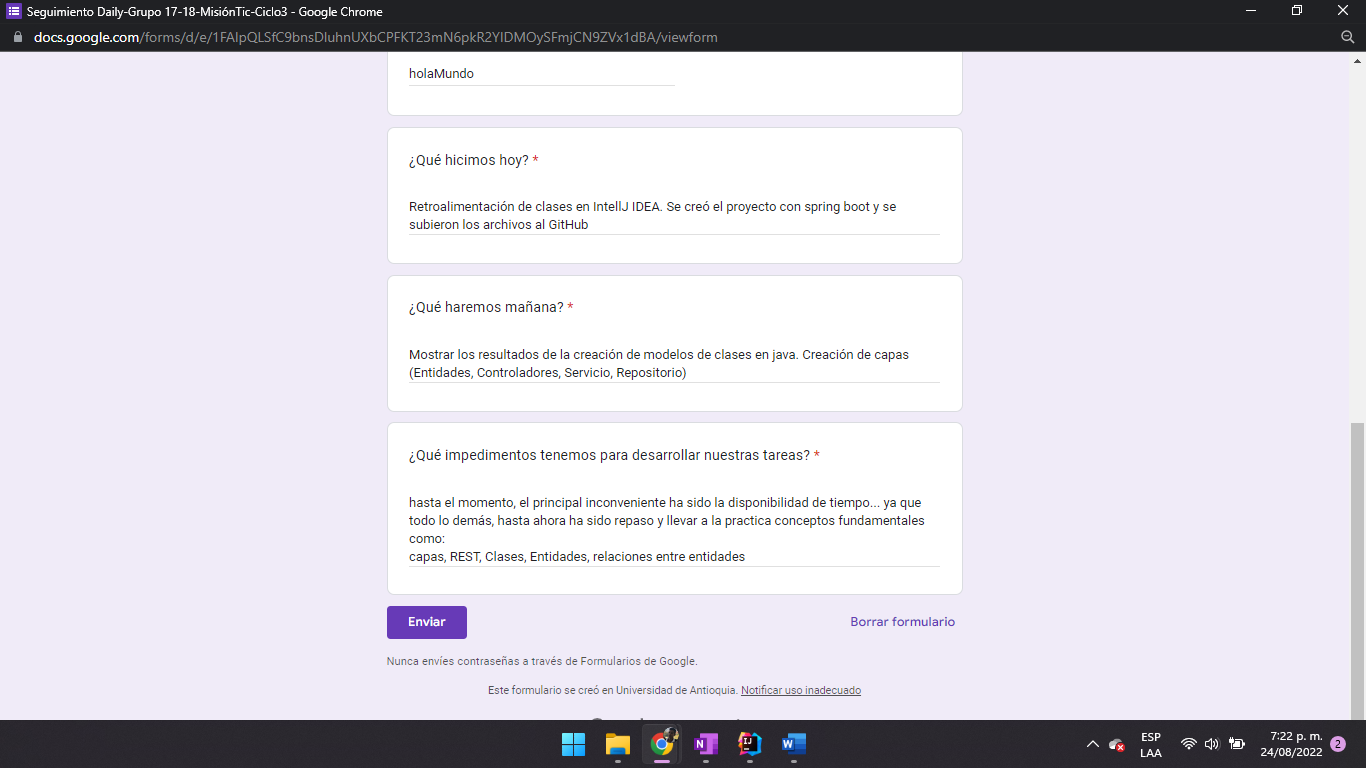 Seguimiento Daily-Grupo 17-18-MisiónTic-Ciclo3 - Google Chrome
docs.google.com/forms/d/e/1FAIpQLSfC9bnsDluhnUXbCPFKT23mN6pkR2YIDMOySFmjCN9ZVx1dBA/viewform
holaMundo
¿Qué hicimos hoy? *
Retroalimentación de clases en IntellJ IDEA. Se creó el proyecto con spring boot y se
subieron los archivos al GitHub
¿Qué haremos mañana? *
Mostrar los resultados de la creación de modelos de clases en java. Creación de capas
(Entidades, Controladores, Servicio, Repositorio)
¿Qué impedimentos tenemos para desarrollar nuestras tareas? *
hasta el momento, el principal inconveniente ha sido la disponibilidad de tiempo... ya que
todo lo demás, hasta ahora ha sido repaso y llevar a la practica conceptos fundamentales
como:
capas, REST, Clases, Entidades, relaciones entre entidades
Enviar
Borrar formulario
Nunca envíes contraseñas a través de Formularios de Google.
Este formulario se creó en Universidad de Antioquia. Notificar uso inadecuado
ESP
LAA
7:22 p. m.
24/08/2022
2